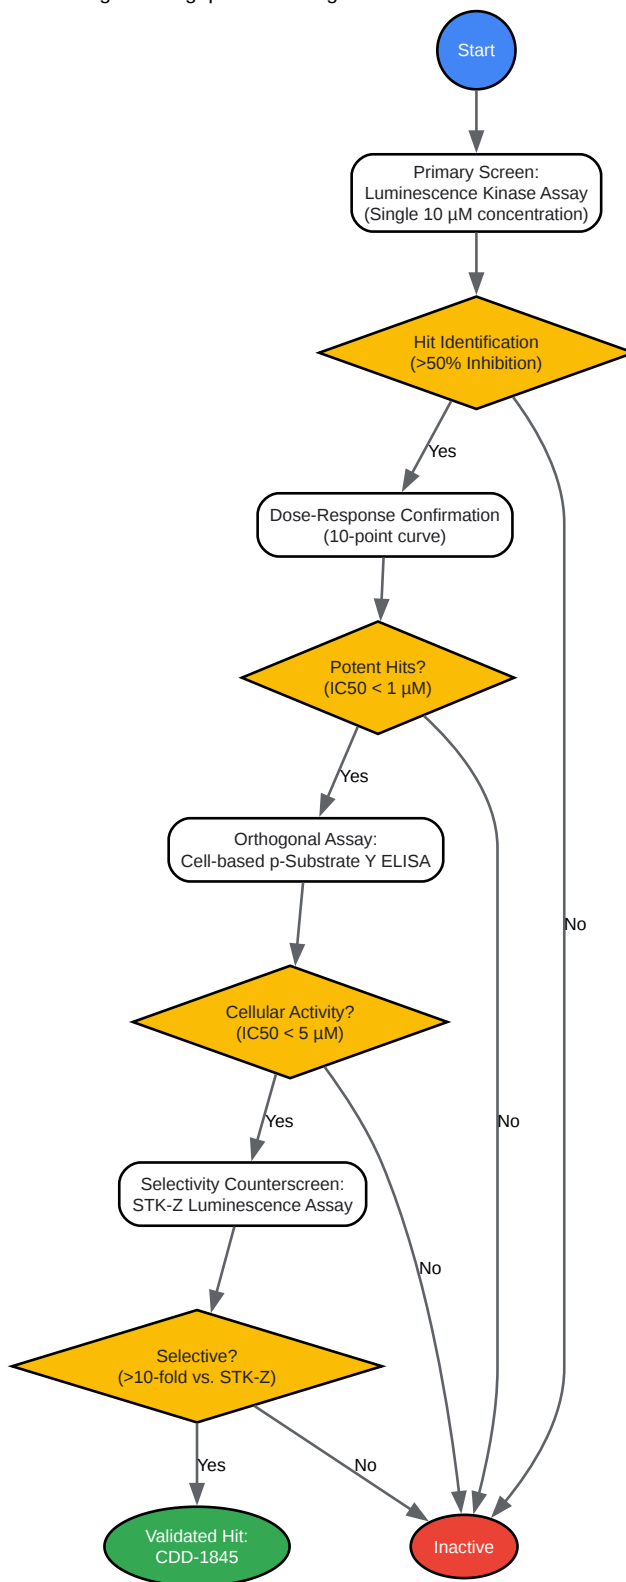 Start
Primary Screen:
Luminescence Kinase Assay
(Single 10 µM concentration)
Hit Identification
(>50% Inhibition)
Yes
Dose-Response Confirmation
(10-point curve)
Potent Hits?
(IC50 < 1 µM)
Yes
Orthogonal Assay:
Cell-based p-Substrate Y ELISA
No
Cellular Activity?
(IC50 < 5 µM)
Yes
No
Selectivity Counterscreen:
STK-Z Luminescence Assay
No
Selective?
(>10-fold vs. STK-Z)
Yes
No
Validated Hit:
CDD-1845
Inactive